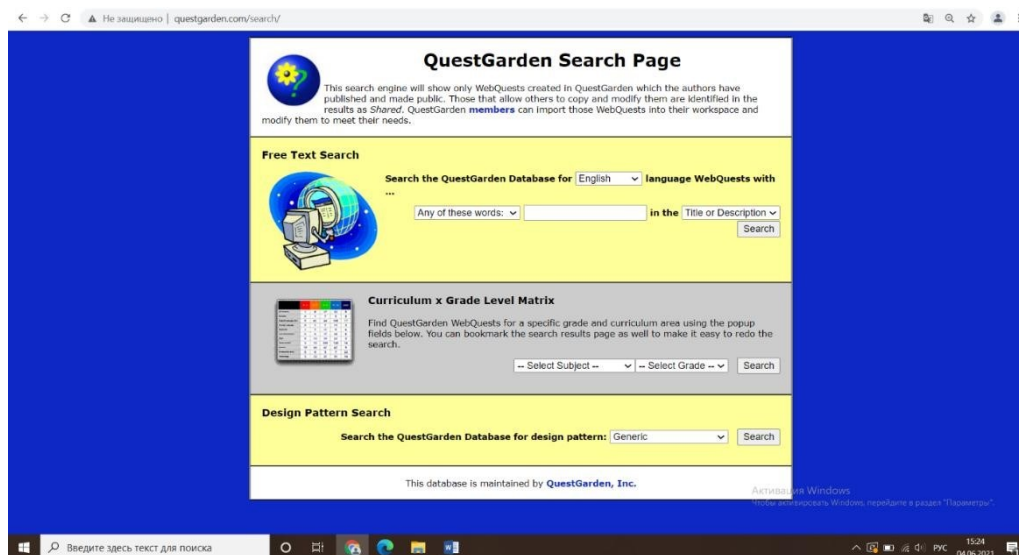 Не защищено | questgarden.com/search/
QuestGarden Search Page
This search engine will show only WebQuests created in QuestGarden which the authors have
published and made public. Those that allow others to copy and modify them are identified in the
results as Shared. QuestGarden members can import those WebQuests into their workspace and
modify them to meet their needs.
Free Text Search
Search the QuestGarden Database for English language WebQuests with
...
Any of these words: in the Title or Description
Search
Curriculum x Grade Level Matrix
Find QuestGarden WebQuests for a specific grade and curriculum area using the popup
fields below. You can bookmark the search results page as well to make it easy to redo the
search.
-- Select Subject -- -- Select Grade -- Search
Design Pattern Search
Search the QuestGarden Database for design pattern: Generic Search
This database is maintained by QuestGarden, Inc.
Активация Windows
Чтобы активировать Windows, перейдите в раздел "Параметры".
Введите здесь текст для поиска
РУС
15:24
04.06.2021